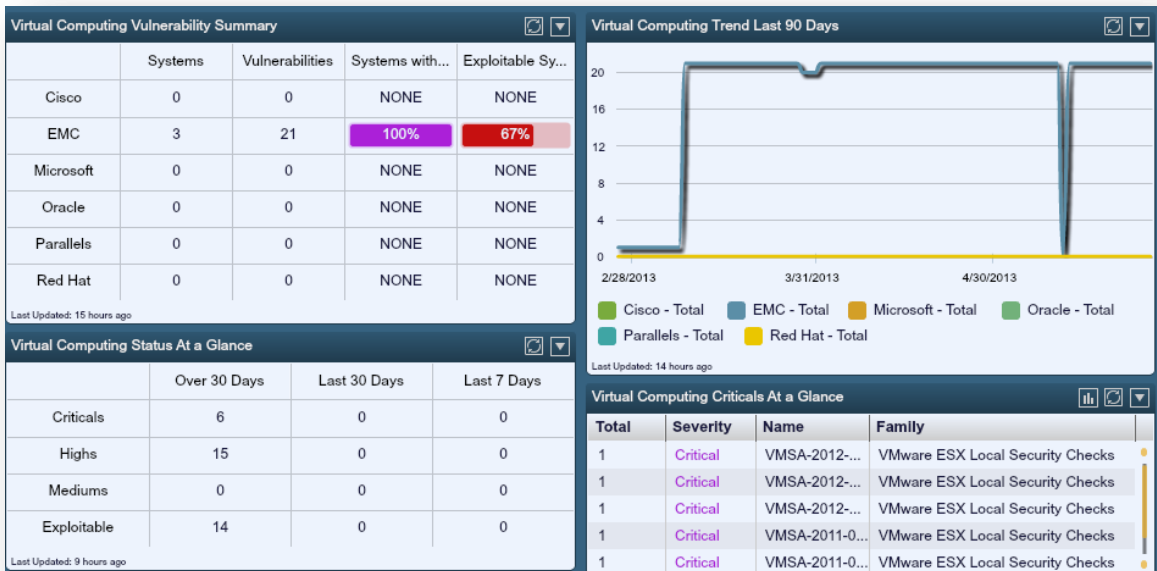 Virtual Computing Vulnerability Summary
Systems Vulnerabilities Systems with... Exploitable Sy...
Cisco 0 0 NONE NONE
EMC 3 21 100% 67%
Microsoft 0 0 NONE NONE
Oracle 0 0 NONE NONE
Parallels 0 0 NONE NONE
Red Hat 0 0 NONE NONE
Last Updated: 15 hours ago
Virtual Computing Status At a Glance
Over 30 Days Last 30 Days Last 7 Days
Criticals 6 0 0
Highs 15 0 0
Mediums 0 0 0
Exploitable 14 0 0
Last Updated: 9 hours ago
Virtual Computing Trend Last 90 Days
20
16
12
8
4
0
2/28/2013 3/31/2013 4/30/2013
Cisco - Total EMC - Total Microsoft - Total Oracle - Total
Parallels - Total Red Hat - Total
Last Updated: 14 hours ago
Virtual Computing Criticals At a Glance
Total Severity Name Family
1 Critical VMSA-2012-... VMware ESX Local Security Checks
1 Critical VMSA-2012-... VMware ESX Local Security Checks
1 Critical VMSA-2012-... VMware ESX Local Security Checks
1 Critical VMSA-2011-0... VMware ESX Local Security Checks
1 Critical VMSA-2011-0... VMware ESX Local Security Checks